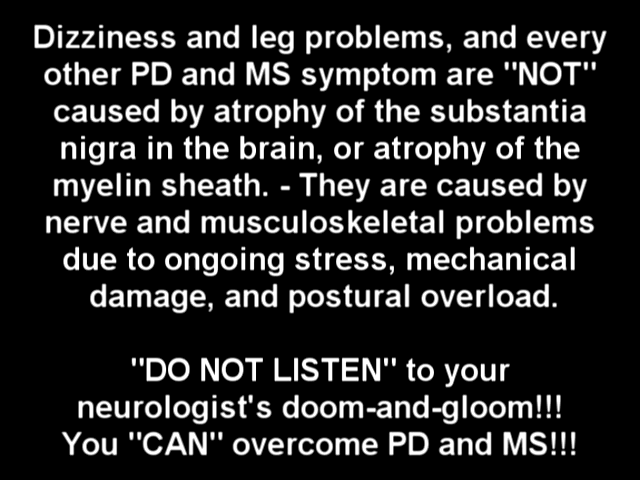 Dizziness and leg problems, and every
other PD and MS symptom are "NOT"
caused by atrophy of the substantia
nigra in the brain, or atrophy of the
myelin sheath. - They are caused by
nerve and musculoskeletal problems
due to ongoing stress, mechanical
damage, and postural overload.
"DO NOT LISTEN" to your
neurologist's doom-and-gloom!!!
You "CAN" overcome PD and MS!!!